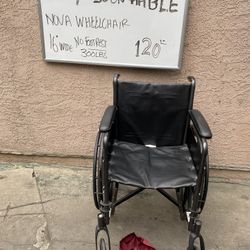 NOVA WHEELCHAIR
16" WIDE NO FOOTREST 120
300LBS